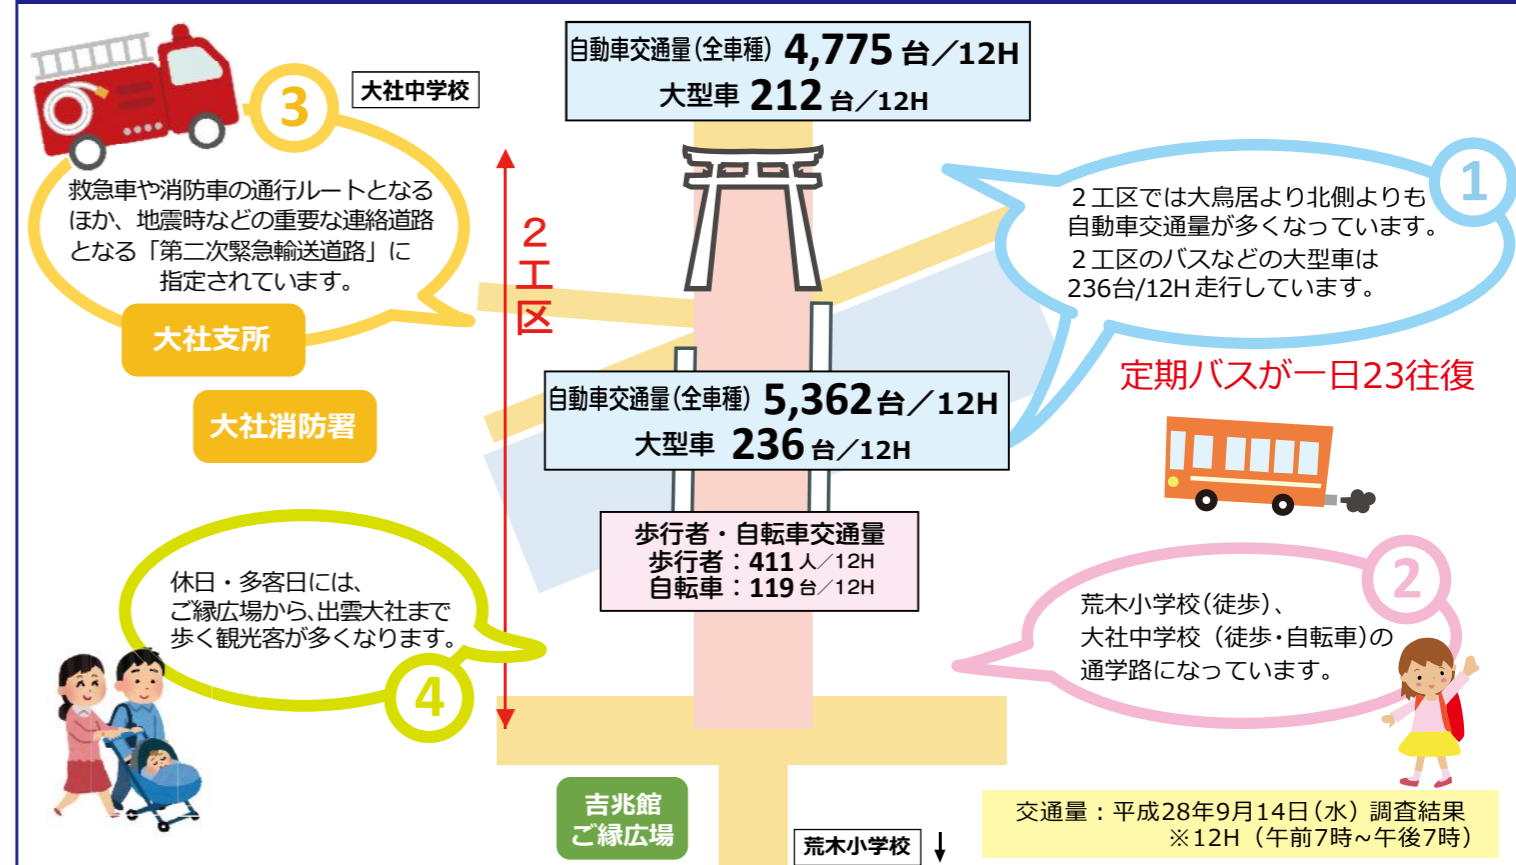 自動車交通量(全車種) 4,775 台／12H
大型車 212 台／12H
大社中学校
3
救急車や消防車の通行ルートとなる
ほか、地震時などの重要な連絡道路
となる「第二次緊急輸送道路」に
指定されています。
大社支所
大社消防署
2工区
1
２工区では大鳥居より北側よりも
自動車交通量が多くなっています。
２工区のバスなどの大型車は
236台/12H 走行しています。
定期バスが一日23往復
自動車交通量(全車種) 5,362台／12H
大型車 236 台／12H
歩行者・自転車交通量
歩行者：411 人／12H
自転車：119 台／12H
休日・多客日には、
ご縁広場から、出雲大社まで
歩く観光客が多くなります。
4
2
荒木小学校(徒歩)、
大社中学校（徒歩・自転車)の
通学路になっています。
吉兆館
ご縁広場
荒木小学校 ↓
交通量：平成28年9月14日(水) 調査結果
※12H（午前7時~午後7時）